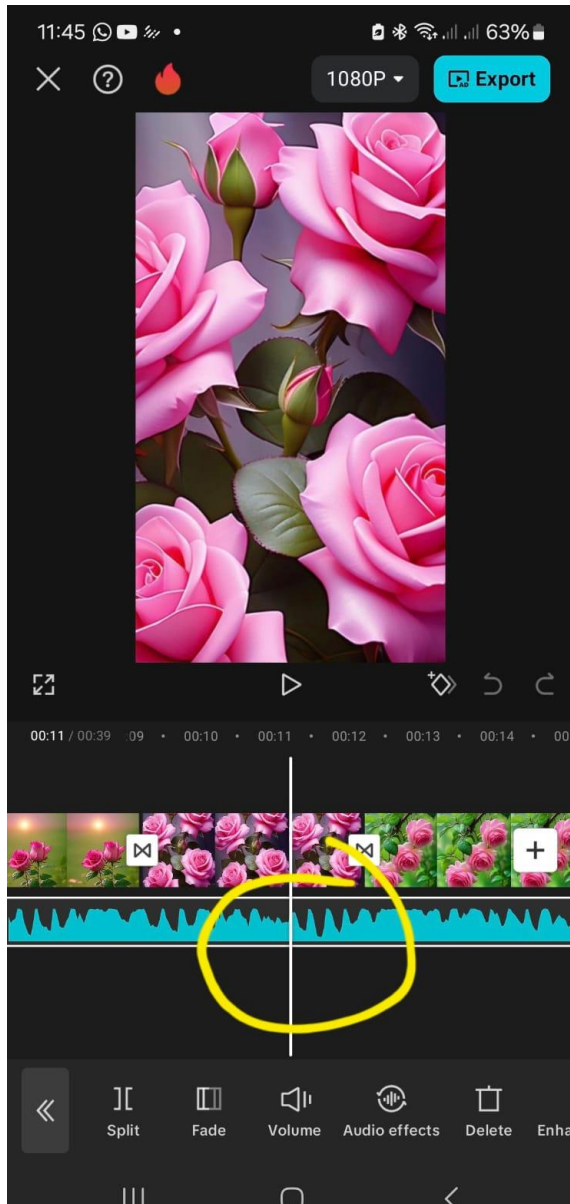 11:45 63%
1080P Export
AD
00:11 / 00:39 :09 • 00:10 • 00:11 • 00:12 • 00:13 • 00:14 • 00
Split Fade Volume Audio effects Delete Enha